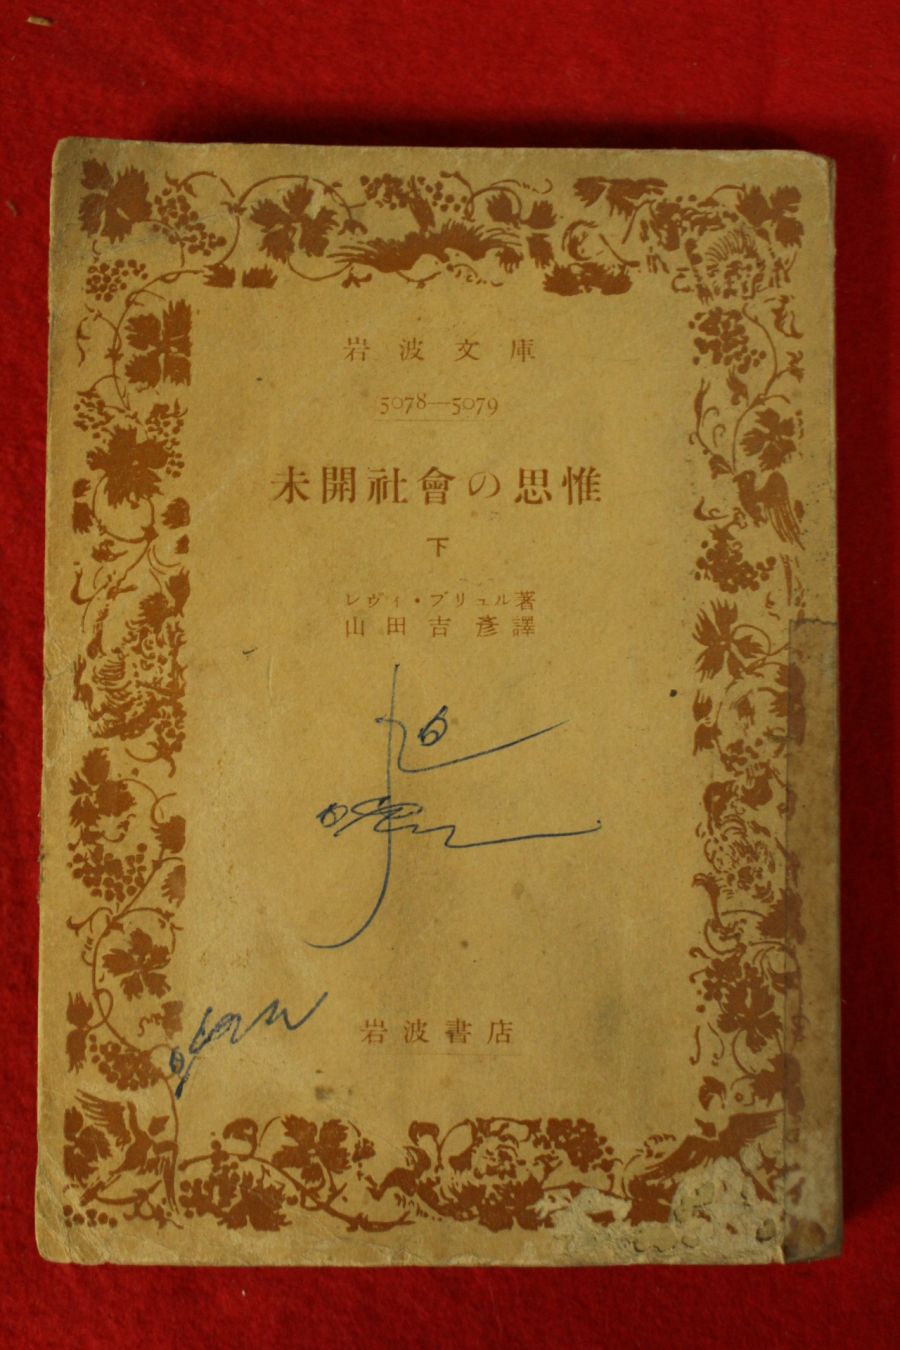 岩波文庫
5078—5079
未開社會の思惟
下
レヴィ・ブリュル著
山田吉彥譯
岩波書店